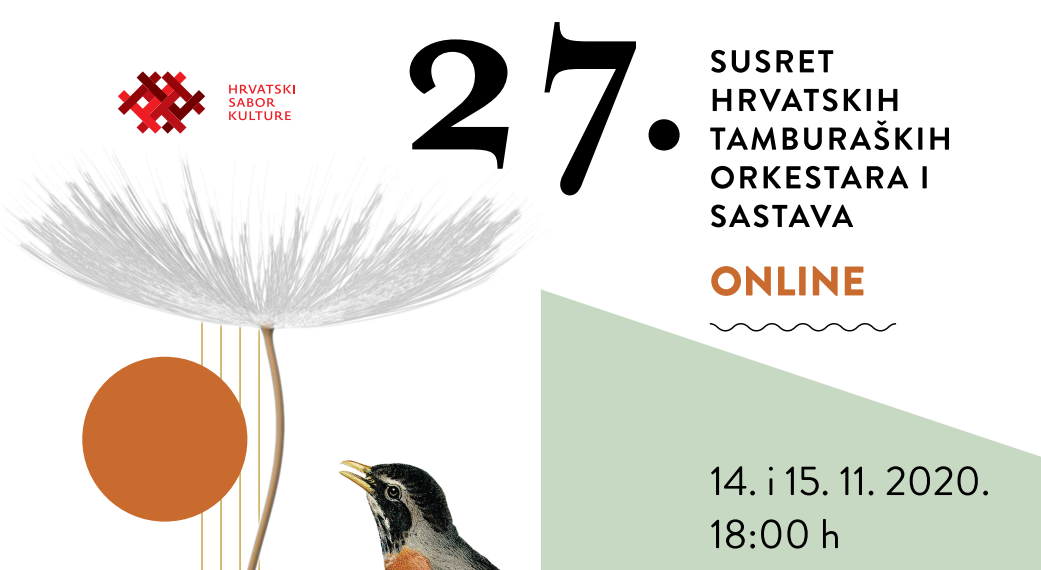 HRVATSKI
SABOR
KULTURE
27.
SUSRET
HRVATSKIH
TAMBURAŠKIH
ORKESTARA I
SASTAVA
ONLINE
14. i 15. 11. 2020.
18:00 h